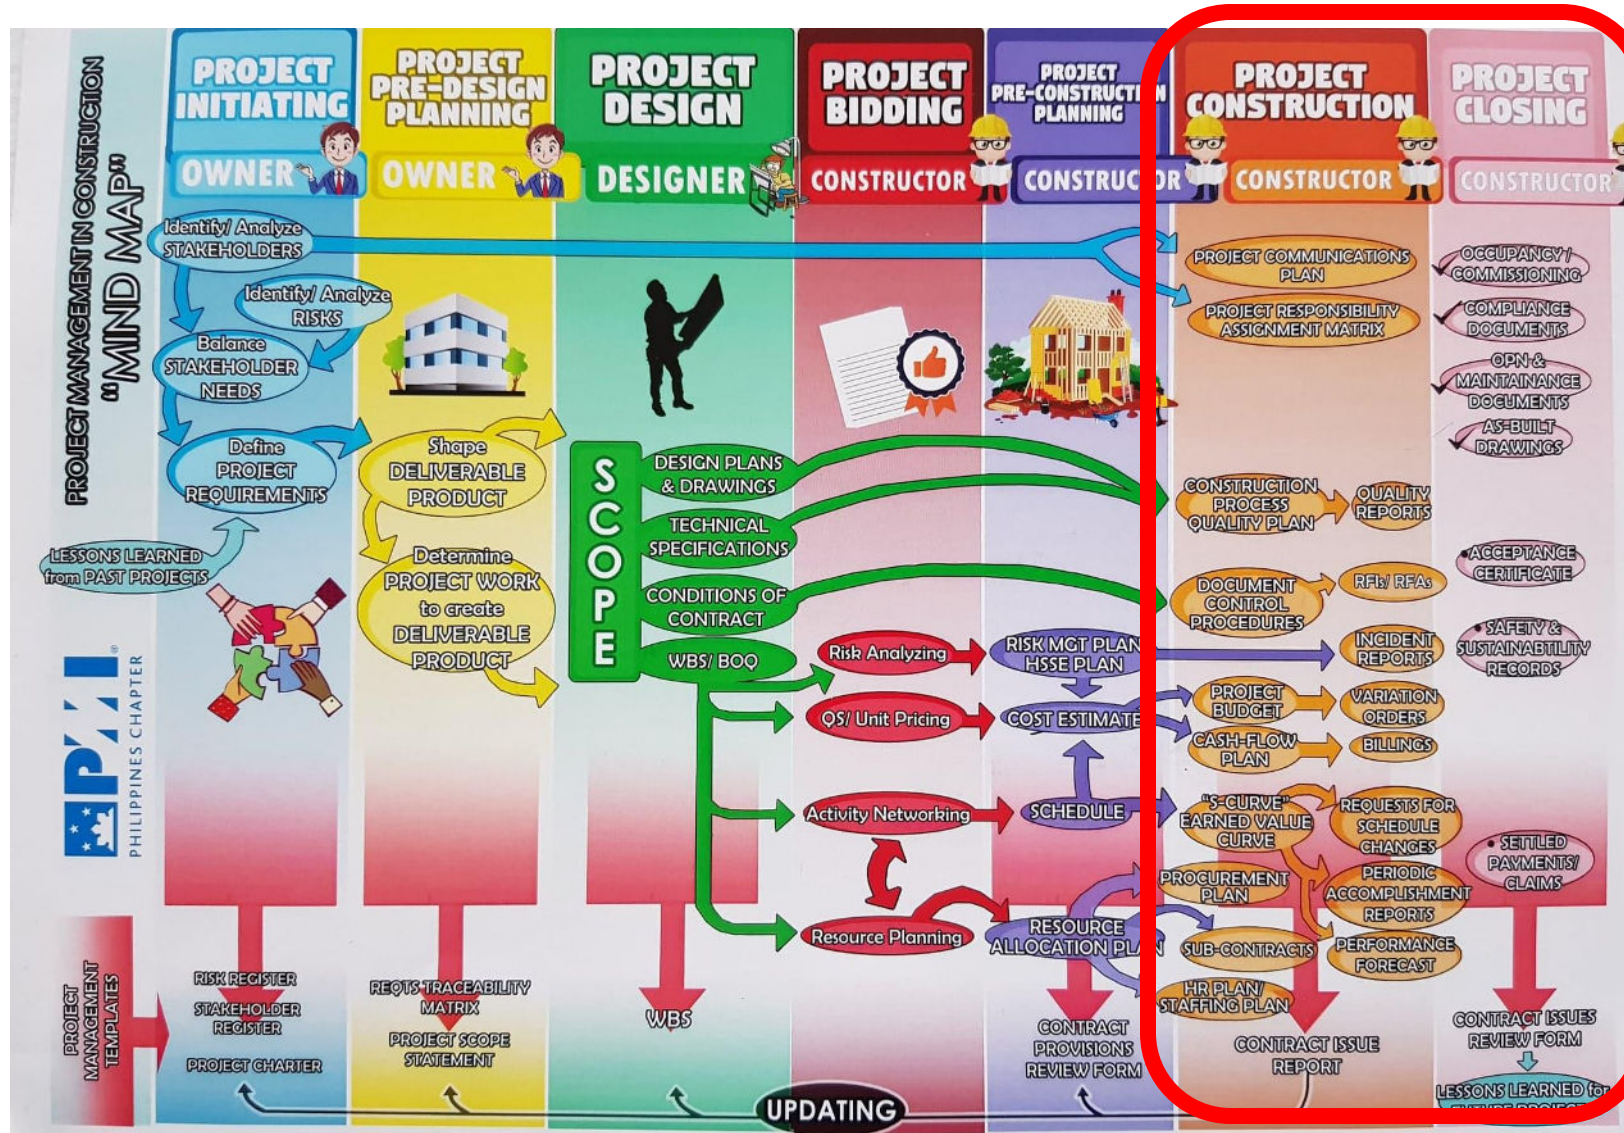 PROJECT MANAGEMENT IN CONSTRUCTION
"MIND MAP"
PMI
®
PHILIPPINES CHAPTER
PROJECT
MANAGEMENT
TEMPLATES
PROJECT
INITIATING
OWNER
Identify/ Analyze
STAKEHOLDERS
Identify/ Analyze
RISKS
Balance
STAKEHOLDER
NEEDS
Define
PROJECT
REQUIREMENTS
LESSONS LEARNED
from PAST PROJECTS
RISK REGISTER
STAKEHOLDER
REGISTER
PROJECT CHARTER
PROJECT
PRE-DESIGN
PLANNING
OWNER
Shape
DELIVERABLE
PRODUCT
Determine
PROJECT WORK
to create
DELIVERABLE
PRODUCT
REQTS TRACEABILITY
MATRIX
PROJECT SCOPE
STATEMENT
PROJECT
DESIGN
DESIGNER
SCOPE
DESIGN PLANS
& DRAWINGS
TECHNICAL
SPECIFICATIONS
CONDITIONS OF
CONTRACT
WBS/ BOQ
WBS
PROJECT
BIDDING
CONSTRUCTOR
Risk Analyzing
QS/ Unit Pricing
Activity Networking
Resource Planning
PROJECT
PRE-CONSTRUCTION
PLANNING
CONSTRUC OR
RISK MGT PLAN
HSSE PLAN
COST ESTIMATE
SCHEDULE
RESOURCE
ALLOCATION PLAN
CONTRACT
PROVISIONS
REVIEW FORM
PROJECT
CONSTRUCTION
CONSTRUCTOR
PROJECT COMMUNICATIONS
PLAN
PROJECT RESPONSIBILITY
ASSIGNMENT MATRIX
CONSTRUCTION
PROCESS
QUALITY PLAN
QUALITY
REPORTS
DOCUMENT
CONTROL
PROCEDURES
RFIs/ RFAs
INCIDENT
REPORTS
PROJECT
BUDGET
VARIATION
ORDERS
CASH-FLOW
PLAN
BILLINGS
"S-CURVE"
EARNED VALUE
CURVE
REQUESTS FOR
SCHEDULE
CHANGES
PROCUREMENT
PLAN
PERIODIC
ACCOMPLISHMENT
REPORTS
SUB-CONTRACTS
PERFORMANCE
FORECAST
HR PLAN/
STAFFING PLAN
CONTRACT ISSUE
REPORT
PROJECT
CLOSING
CONSTRUCTOR
OCCUPANCY /
COMMISSIONING
COMPLIANCE
DOCUMENTS
OPN &
MAINTAINANCE
DOCUMENTS
AS-BUILT
DRAWINGS
• ACCEPTANCE
CERTIFICATE
• SAFETY &
SUSTAINABTILITY
RECORDS
• SETTLED
PAYMENTS/
CLAIMS
CONTRACT ISSUES
REVIEW FORM
LESSONS LEARNED for
UPDATING